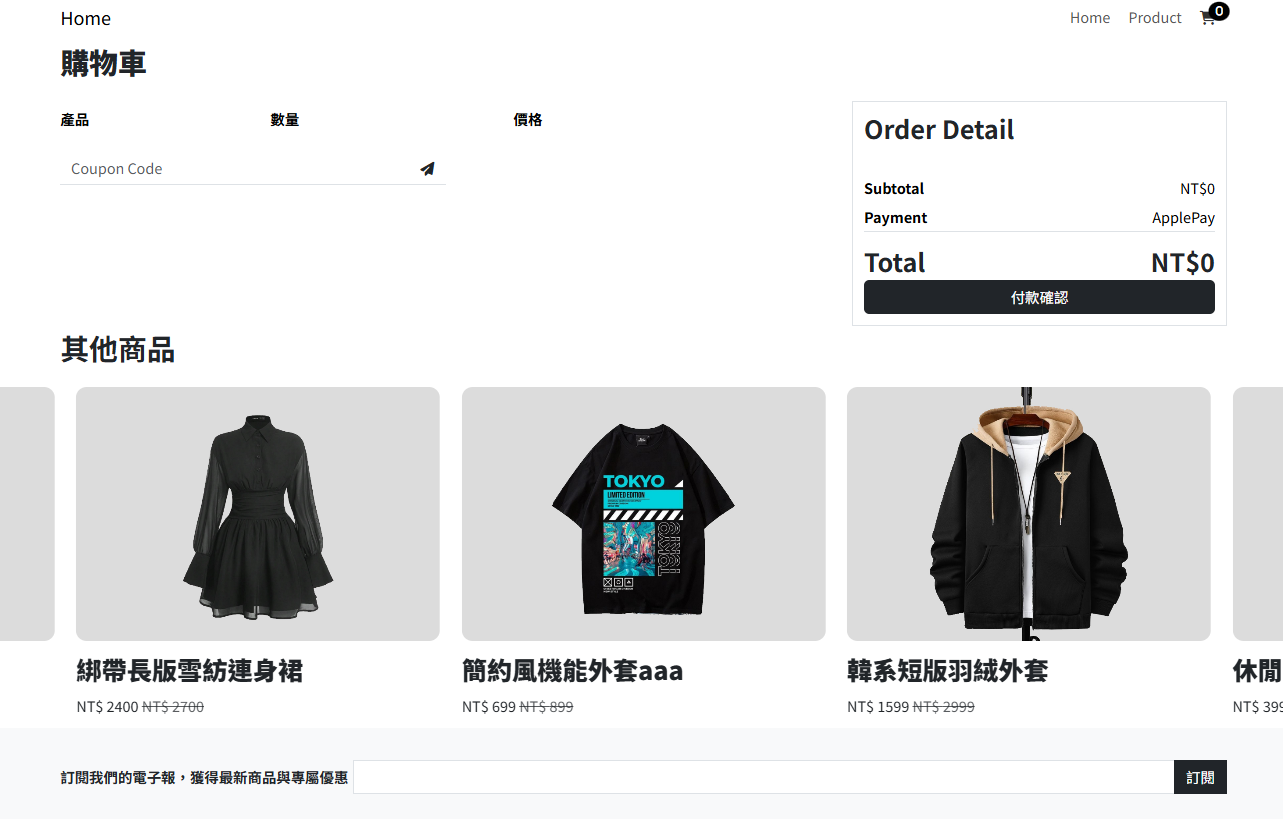 Home
Home Product 0
購物車
產品 數量 價格
Coupon Code
Order Detail
Subtotal NT$0
Payment ApplePay
Total NT$0
付款確認
其他商品
TOKYO
LIMITED EDITION
TOKYO
TOKYO
綁帶長版雪紡連身裙
NT$ 2400 NT$ 2700
簡約風機能外套aaa
NT$ 699 NT$ 899
韓系短版羽絨外套
NT$ 1599 NT$ 2999
休閒
NT$ 399
訂閱我們的電子報，獲得最新商品與專屬優惠 訂閱